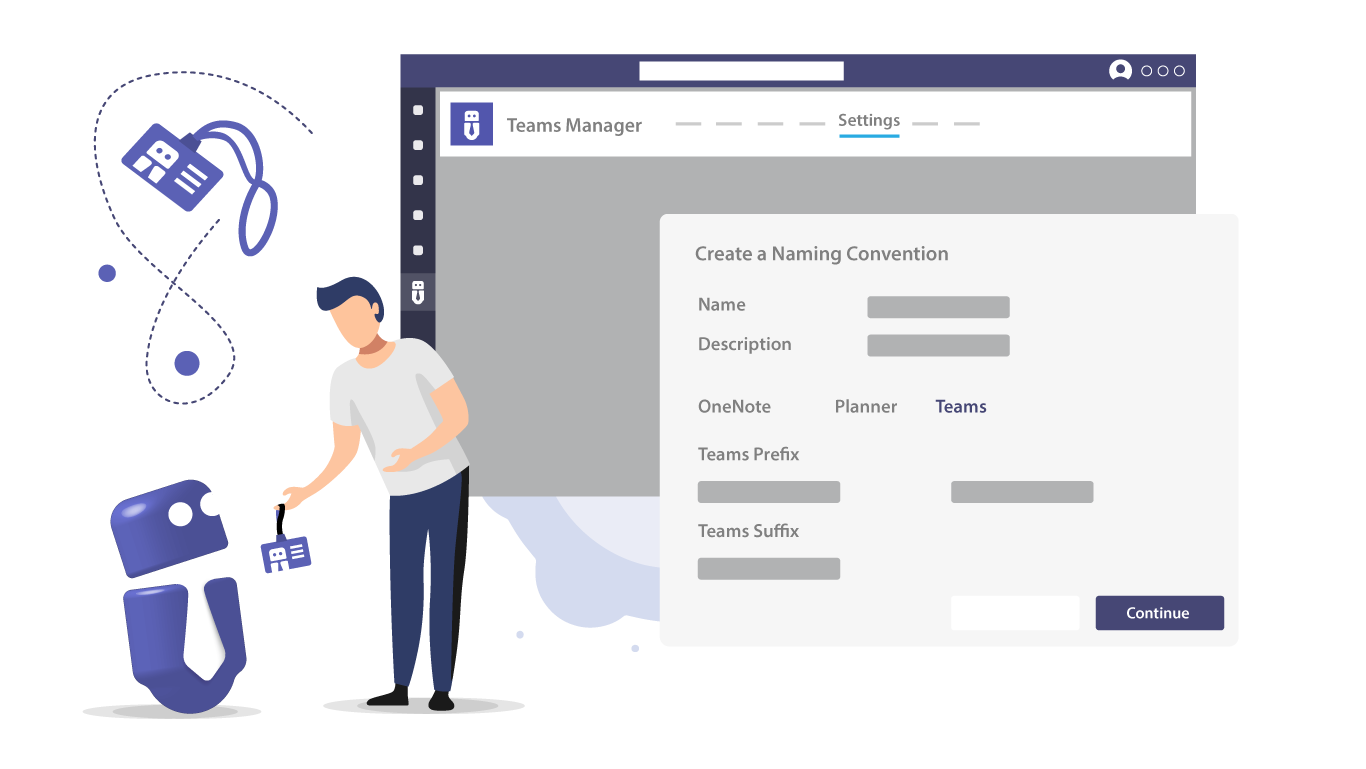 Teams Manager
Settings
Create a Naming Convention
Name
Description
OneNote Planner Teams
Teams Prefix
Teams Suffix
Continue